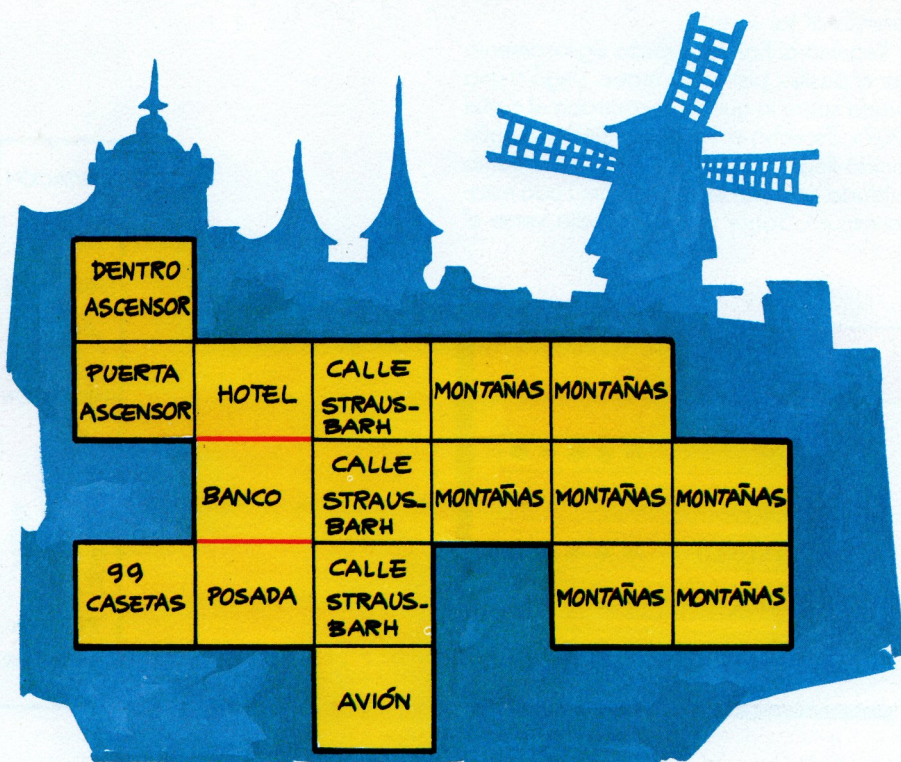 DENTRO
ASCENSOR
PUERTA
ASCENSOR
HOTEL
CALLE
STRAUS-
BARH
MONTAÑAS
MONTAÑAS
BANCO
CALLE
STRAUS-
BARH
MONTAÑAS
MONTAÑAS
MONTAÑAS
99
CASETAS
POSADA
CALLE
STRAUS-
BARH
MONTAÑAS
MONTAÑAS
AVIÓN